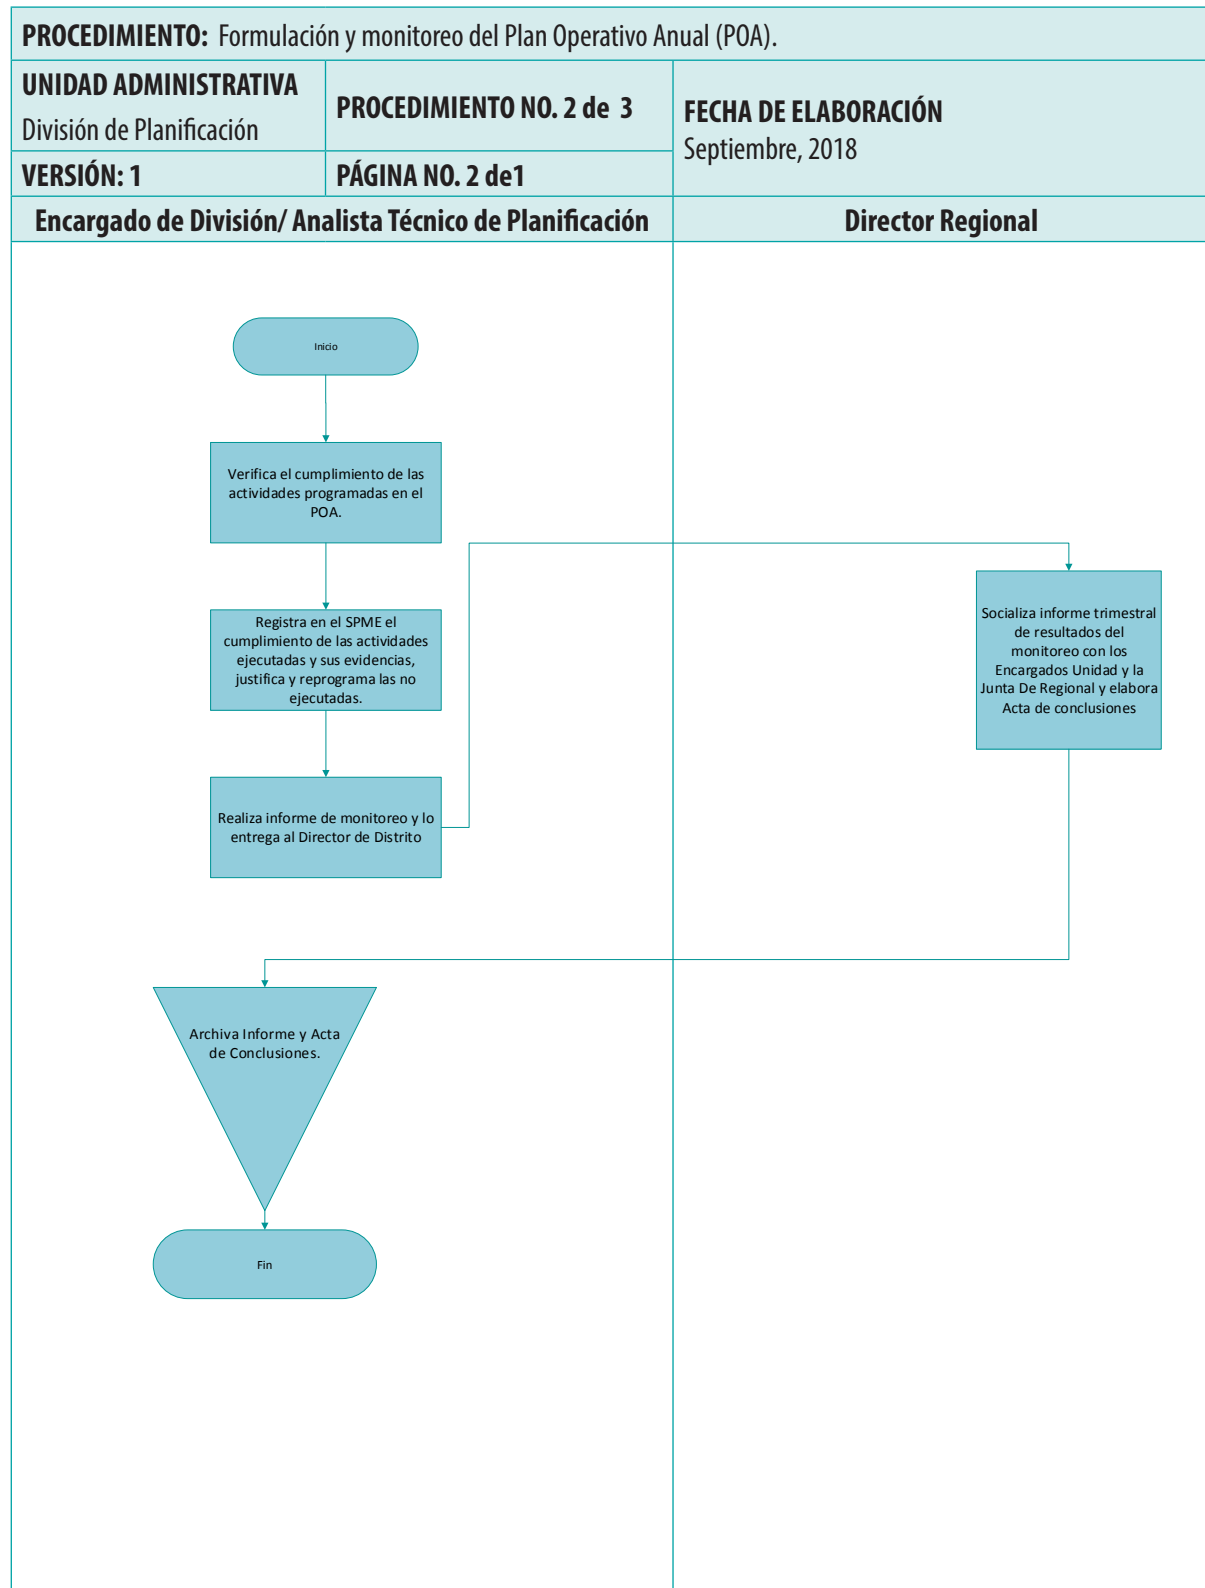 PROCEDIMIENTO: Formulación y monitoreo del Plan Operativo Anual (POA).
UNIDAD ADMINISTRATIVA
División de Planificación
PROCEDIMIENTO NO. 2 de 3
FECHA DE ELABORACIÓN
Septiembre, 2018
VERSIÓN: 1
PÁGINA NO. 2 de1
Encargado de División/ Analista Técnico de Planificación
Director Regional
Inicio
Verifica el cumplimiento de las
actividades programadas en el
POA.
Registra en el SPME el
cumplimiento de las actividades
ejecutadas y sus evidencias,
justifica y reprograma las no
ejecutadas.
Realiza informe de monitoreo y lo
entrega al Director de Distrito
Socializa informe trimestral
de resultados del
monitoreo con los
Encargados Unidad y la
Junta De Regional y elabora
Acta de conclusiones
Archiva Informe y Acta
de Conclusiones.
Fin